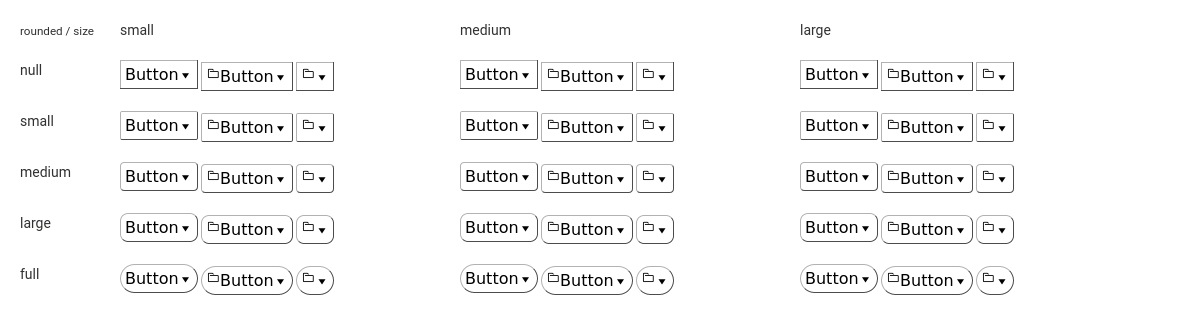 rounded / size small medium large
null Button Button Button Button Button Button
small Button Button Button Button Button Button
medium Button Button Button Button Button Button
large Button Button Button Button Button Button
full Button Button Button Button Button Button